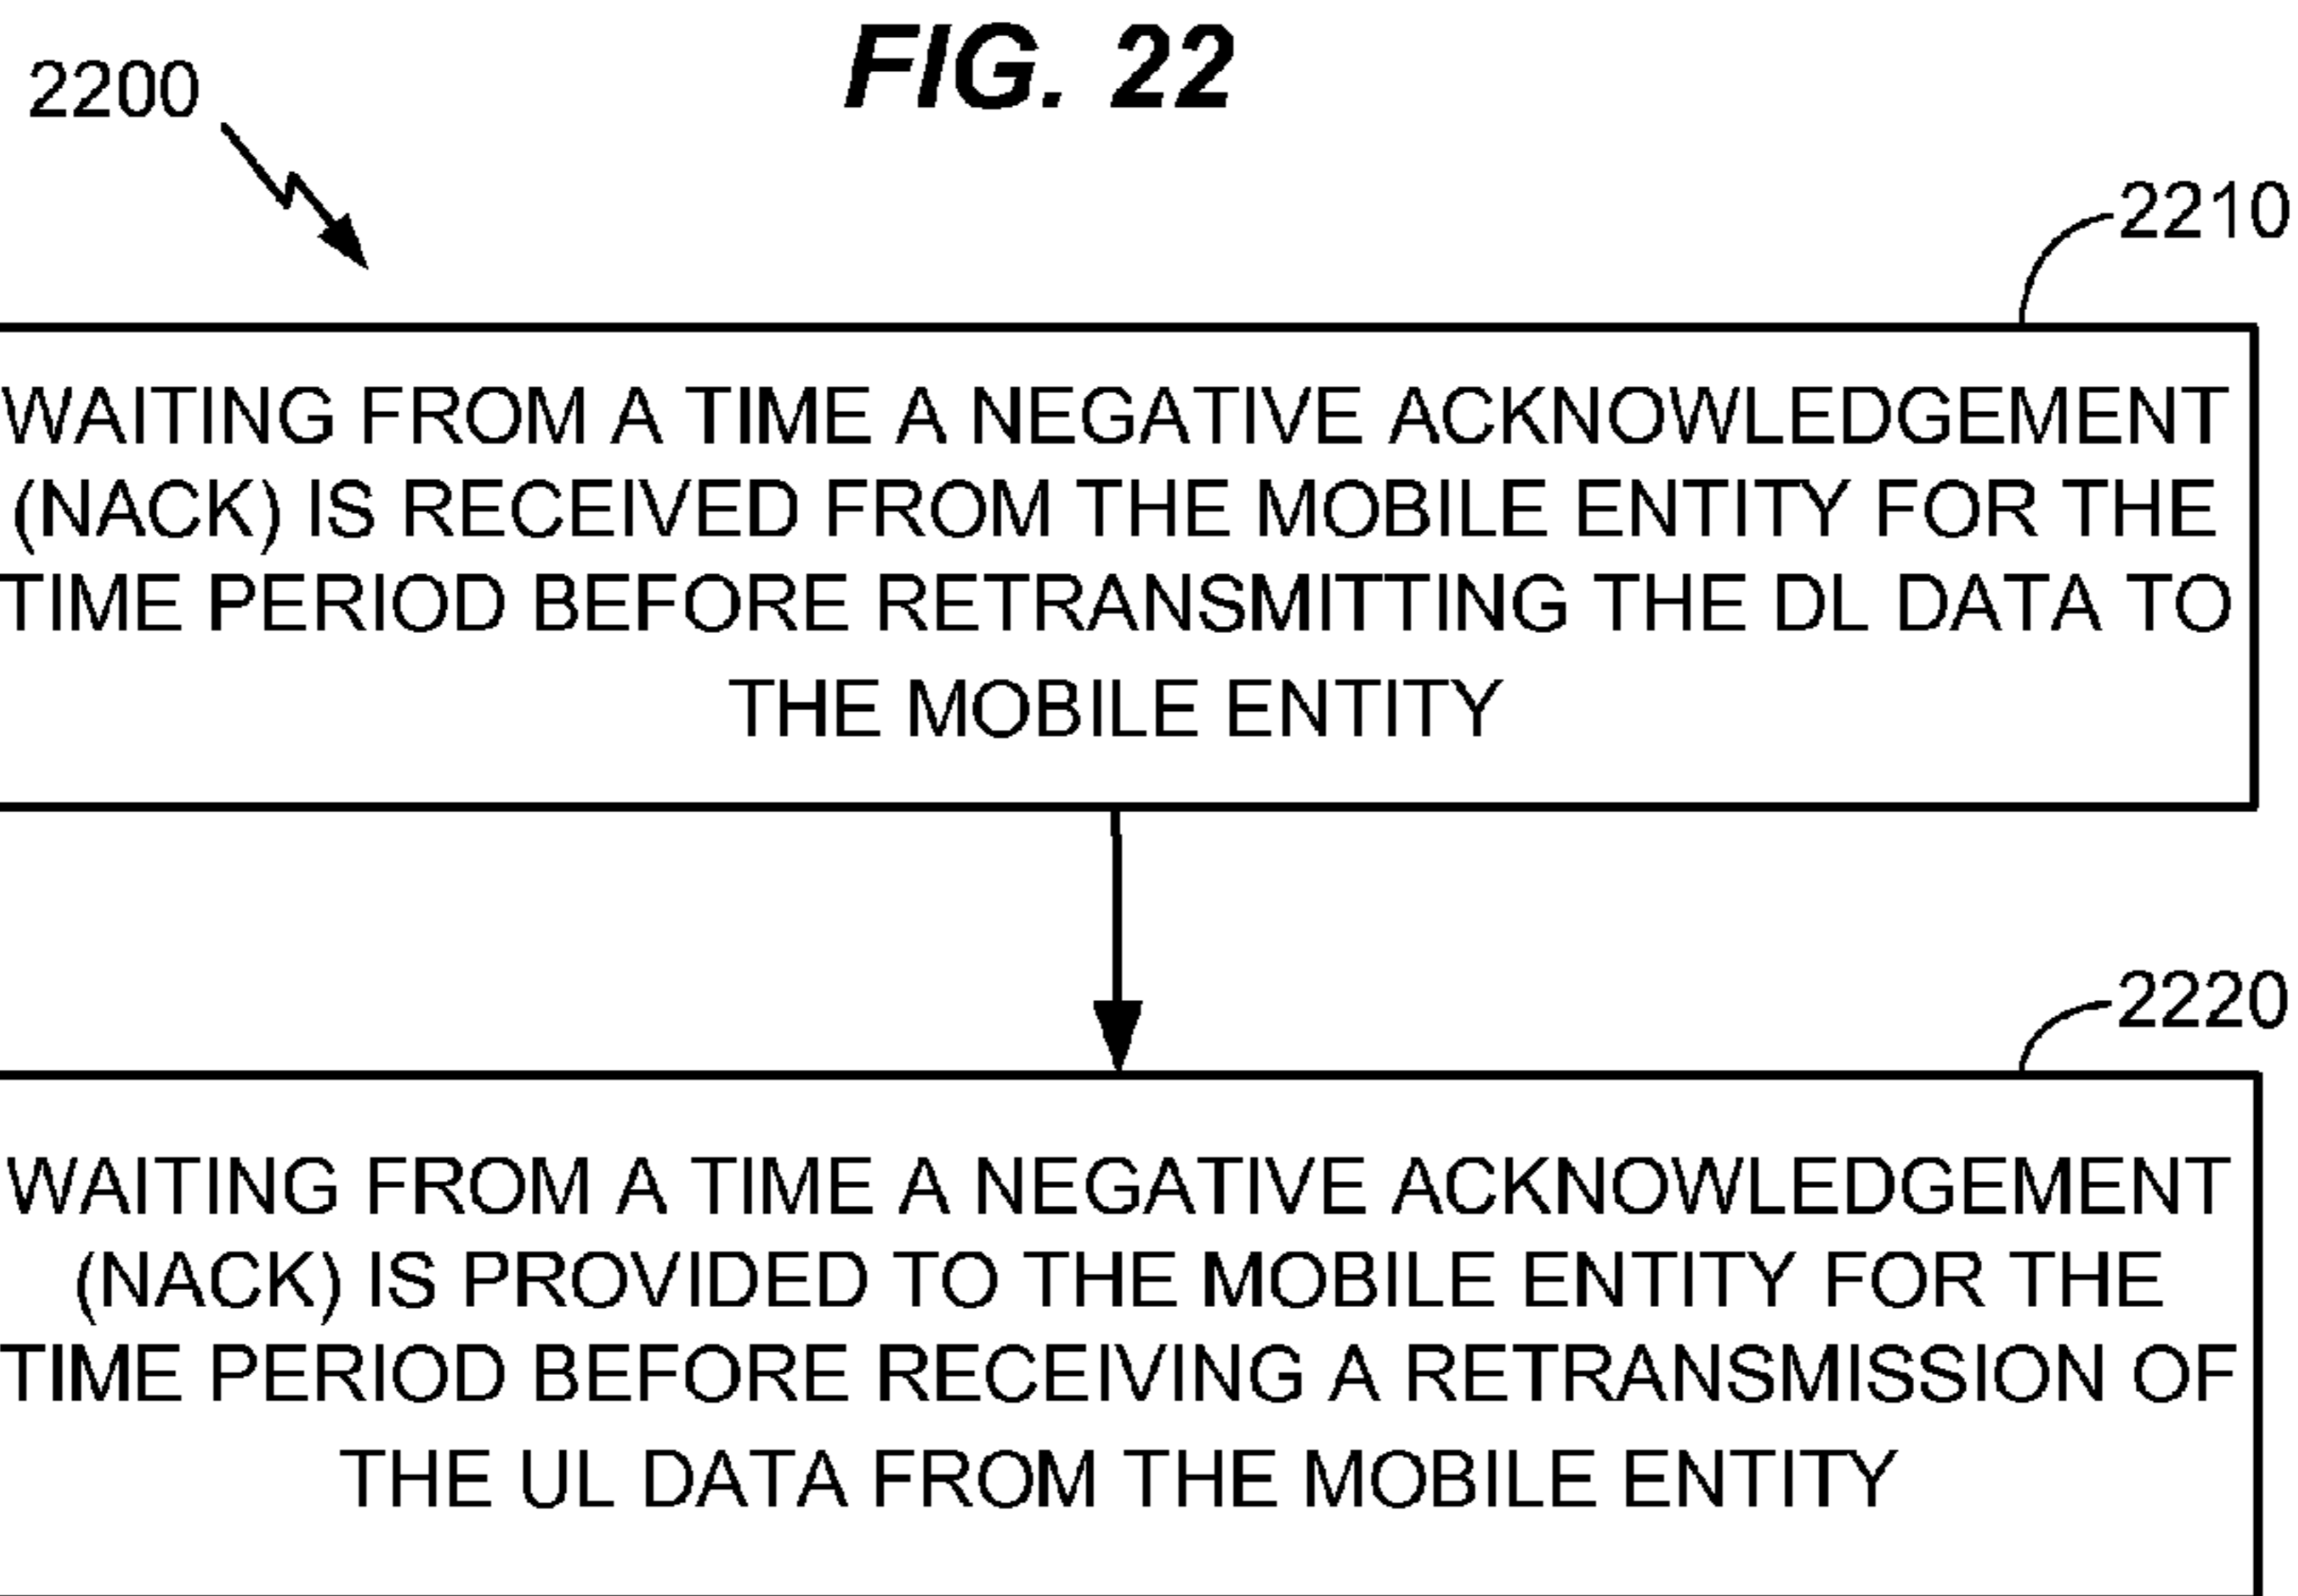 FIG. 22
2200
2210
WAITING FROM A TIME A NEGATIVE ACKNOWLEDGEMENT
(NACK) IS RECEIVED FROM THE MOBILE ENTITY FOR THE
TIME PERIOD BEFORE RETRANSMITTING THE DL DATA TO
THE MOBILE ENTITY
2220
WAITING FROM A TIME A NEGATIVE ACKNOWLEDGEMENT
(NACK) IS PROVIDED TO THE MOBILE ENTITY FOR THE
TIME PERIOD BEFORE RECEIVING A RETRANSMISSION OF
THE UL DATA FROM THE MOBILE ENTITY